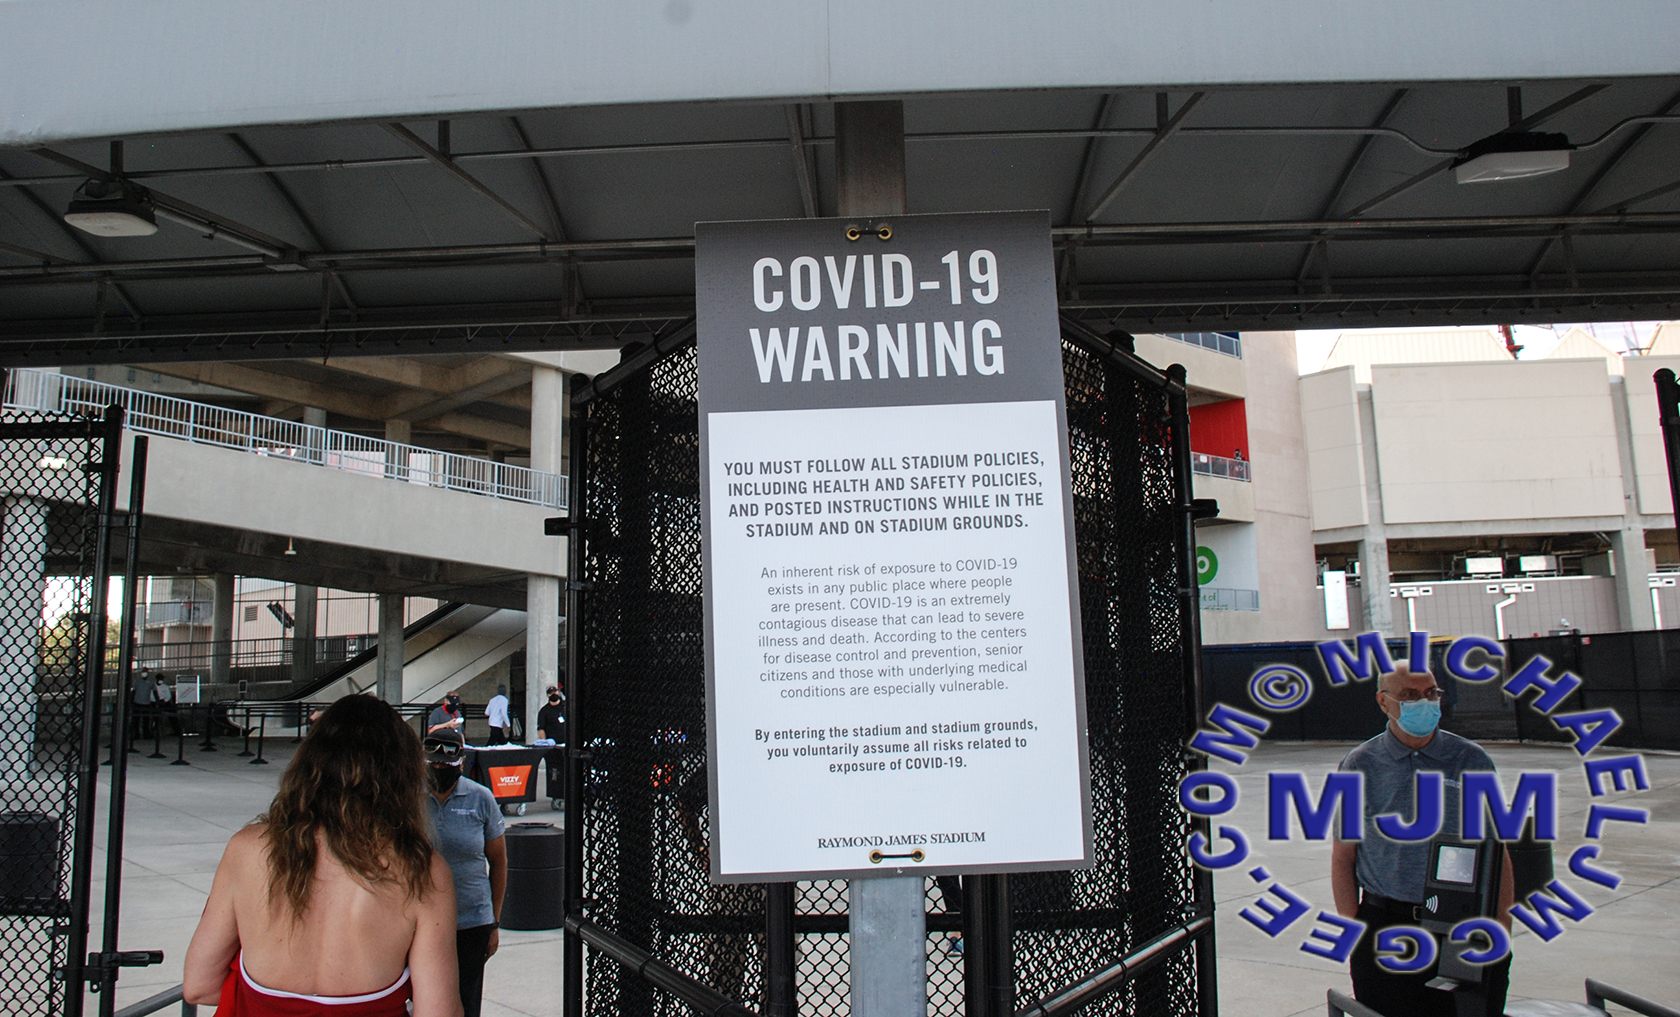 COVID-19
WARNING
YOU MUST FOLLOW ALL STADIUM POLICIES,
INCLUDING HEALTH AND SAFETY POLICIES,
AND POSTED INSTRUCTIONS WHILE IN THE
STADIUM AND ON STADIUM GROUNDS.
An inherent risk of exposure to COVID-19
exists in any public place where people
are present. COVID-19 is an extremely
contagious disease that can lead to severe
illness and death. According to the centers
for disease control and prevention, senior
citizens and those with underlying medical
conditions are especially vulnerable.
By entering the stadium and stadium grounds,
you voluntarily assume all risks related to
exposure of COVID-19.
RAYMOND JAMES STADIUM
VIZZY
© MICHAELJMCGEE.COM
MJM